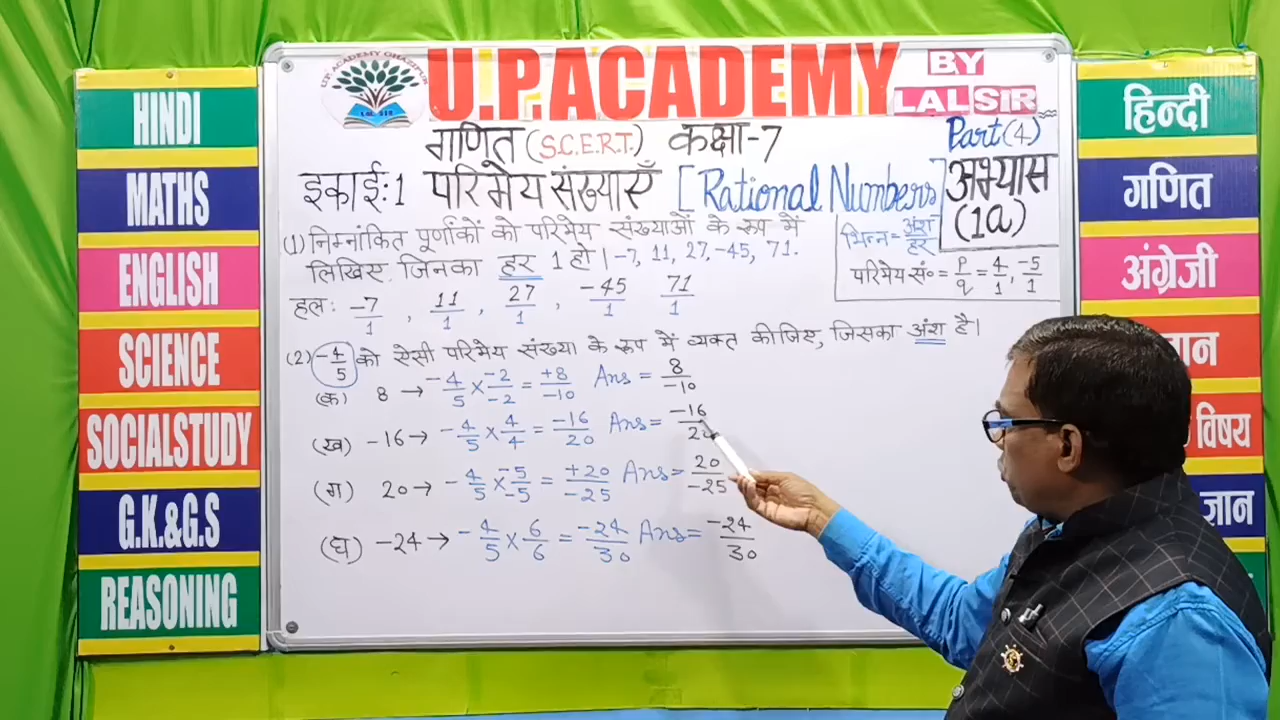 HINDI
MATHS
ENGLISH
SCIENCE
SOCIALSTUDY
G.K.&G.S
REASONING
U.P. ACADEMY GHAZIPUR
LAL SIR
U.P.ACADEMY
BY
LALSIR
गणित (S.C.E.R.T.) कक्षा-7
Part(4)
इकाई:1 परिमेय संख्याएँ [Rational Numbers]
अभ्यास
(1a)
(1) निम्नांकित पूर्णांकों को परिमेय संख्याओं के रूप में
लिखिए जिनका हर 1 हो । -7, 11, 27, -45, 71.
भिन्न = अंश/हर
परिमेय सं० = p/q = 4/1, -5/1
हलः -7/1, 11/1, 27/1, -45/1 71/1
(2) -4/5 को ऐसी परिमेय संख्या के रूप में व्यक्त कीजिए, जिसका अंश है।
(क) 8 → -4/5 × -2/-2 = +8/-10 Ans = 8/-10
(ख) -16 → -4/5 × 4/4 = -16/20 Ans = -16/20
(ग) 20 → -4/5 × -5/-5 = +20/-25 Ans = 20/-25
(घ) -24 → -4/5 × 6/6 = -24/30 Ans = -24/30
हिन्दी
गणित
अंग्रेजी
विषय